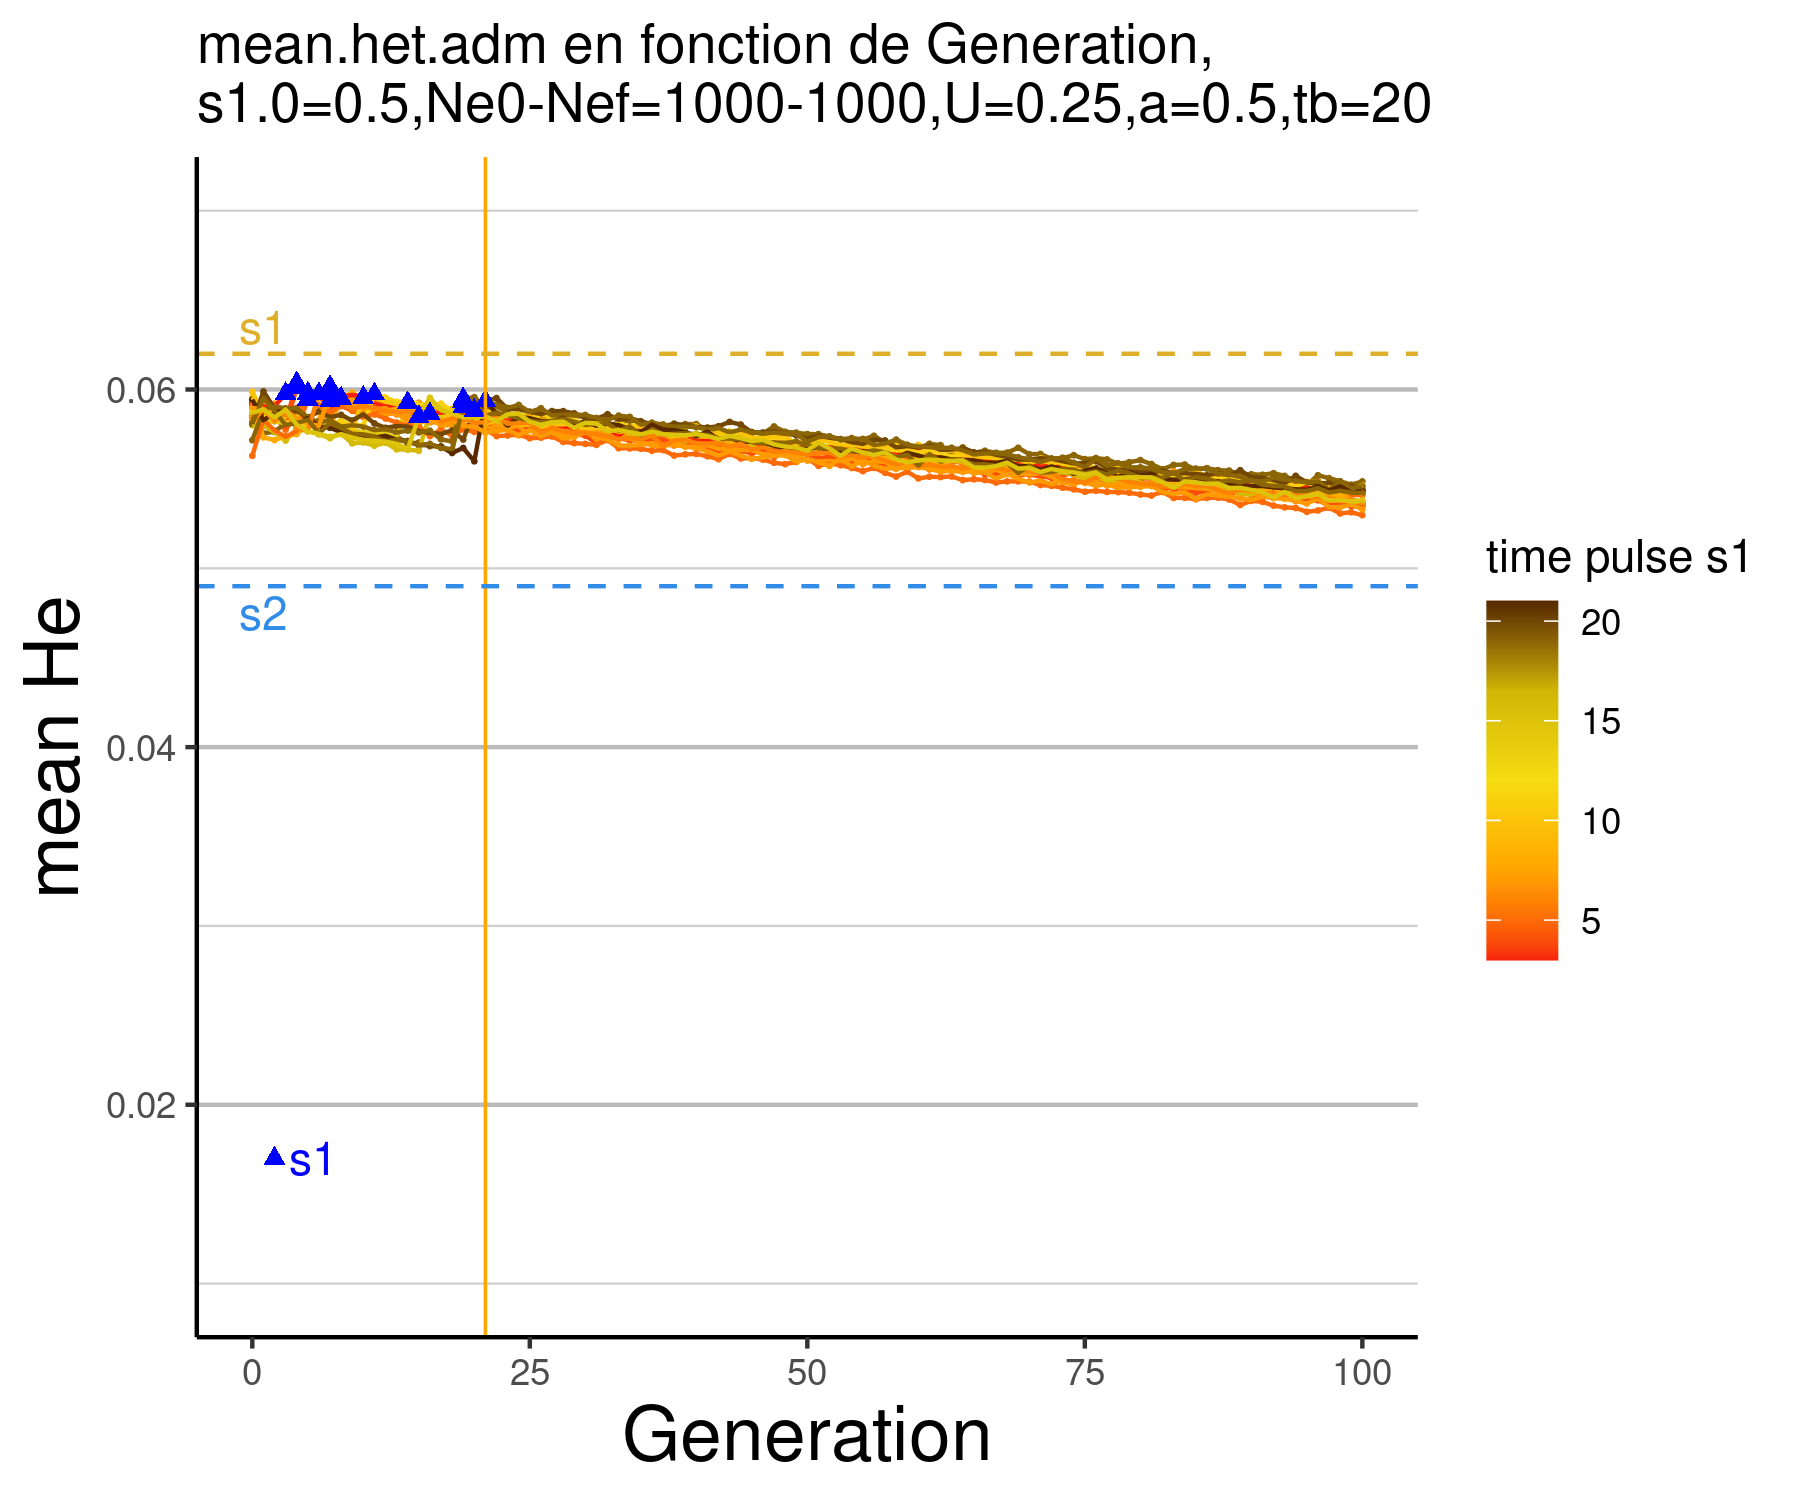 mean.het.adm en fonction de Generation,
s1.0=0.5,Ne0-Nef=1000-1000,U=0.25,a=0.5,tb=20
s1
0.06
s2
0.04
0.02
s1
mean He
0 25 50 75 100
Generation
time pulse s1
20
15
10
5